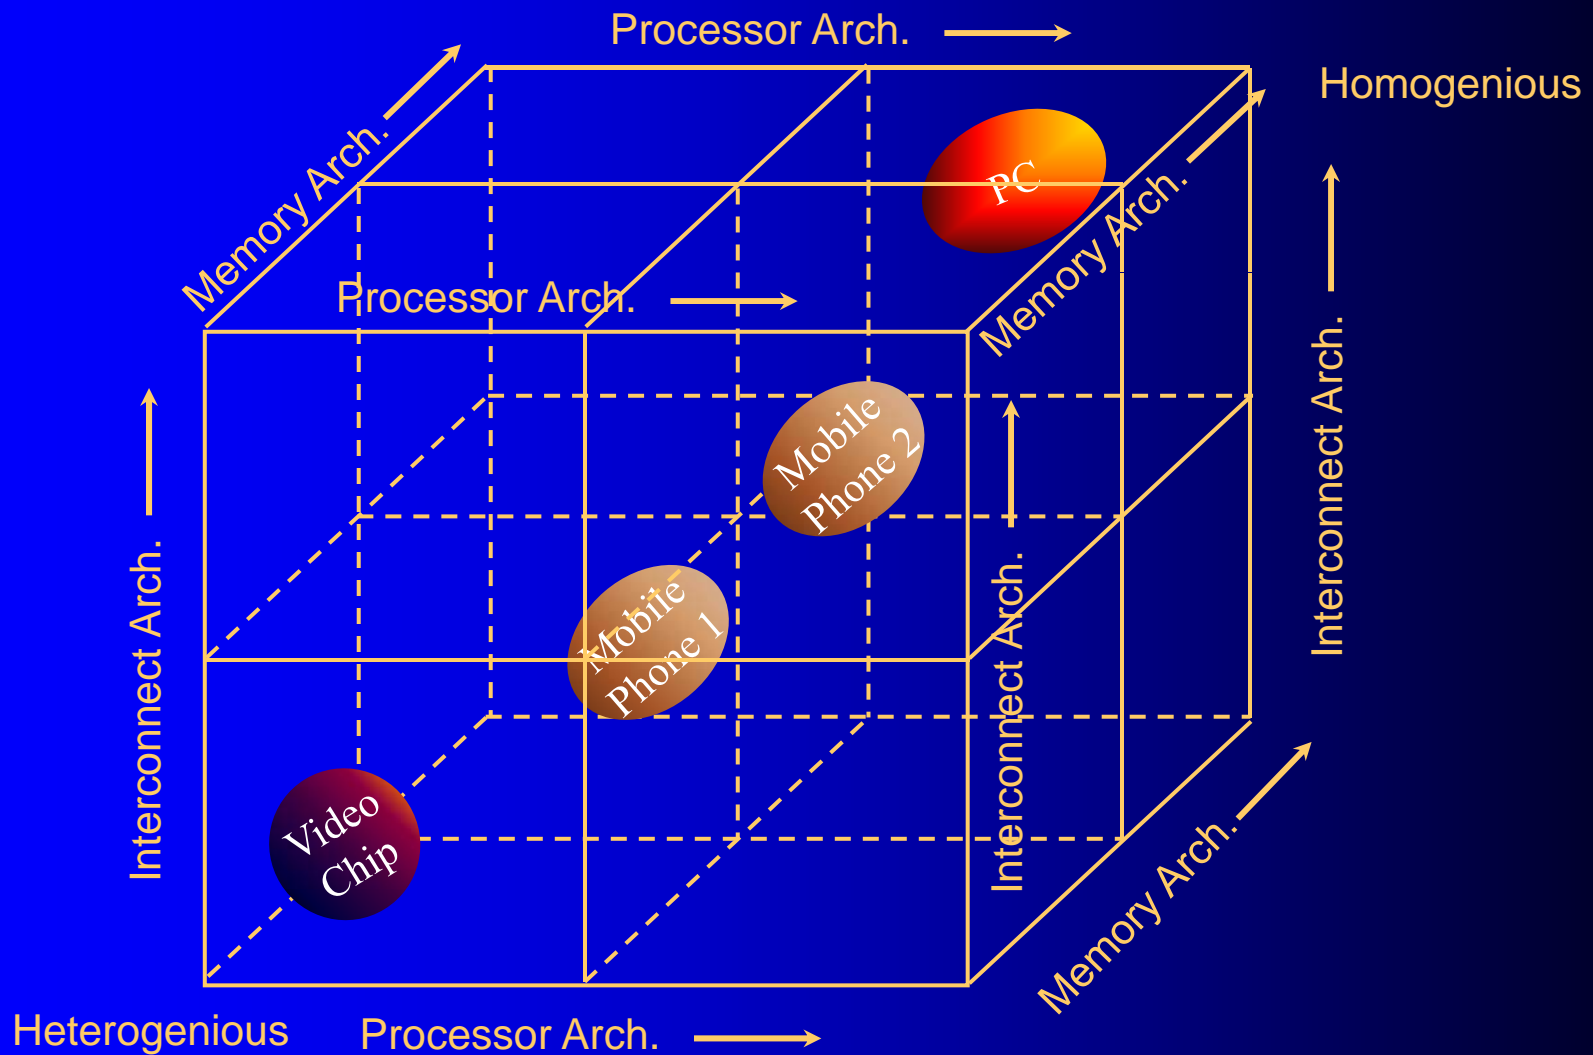 Processor Arch.
Homogenious
Memory Arch.
PC
Memory Arch.
Processor Arch.
Interconnect Arch.
Mobile
Phone 2
Interconnect Arch.
Interconnect Arch.
Mobile
Phone 1
Video
Chip
Memory Arch.
Heterogenious
Processor Arch.